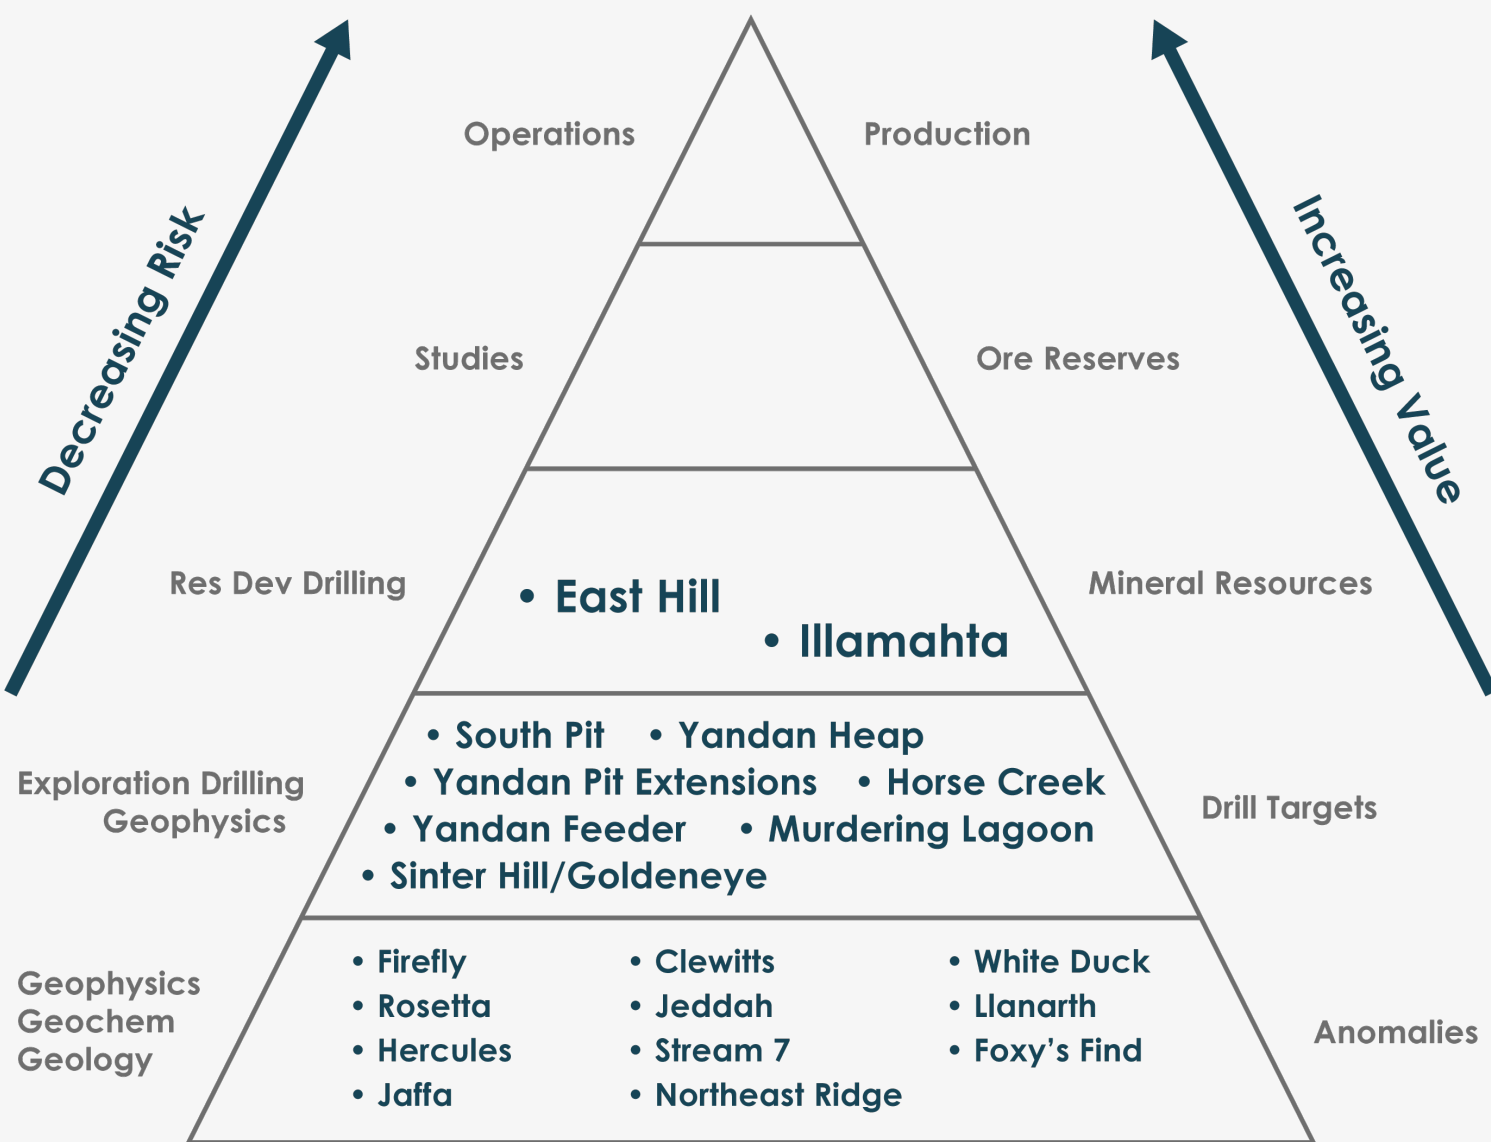 Operations
Production
Decreasing Risk
Increasing Value
Studies
Ore Reserves
Res Dev Drilling
• East Hill
• Illamahta
Mineral Resources
Exploration Drilling
Geophysics
• South Pit • Yandan Heap
• Yandan Pit Extensions • Horse Creek
• Yandan Feeder • Murdering Lagoon
• Sinter Hill/Goldeneye
Drill Targets
Geophysics
Geochem
Geology
• Firefly
• Rosetta
• Hercules
• Jaffa
• Clewitts
• Jeddah
• Stream 7
• Northeast Ridge
• White Duck
• Llanarth
• Foxy’s Find
Anomalies